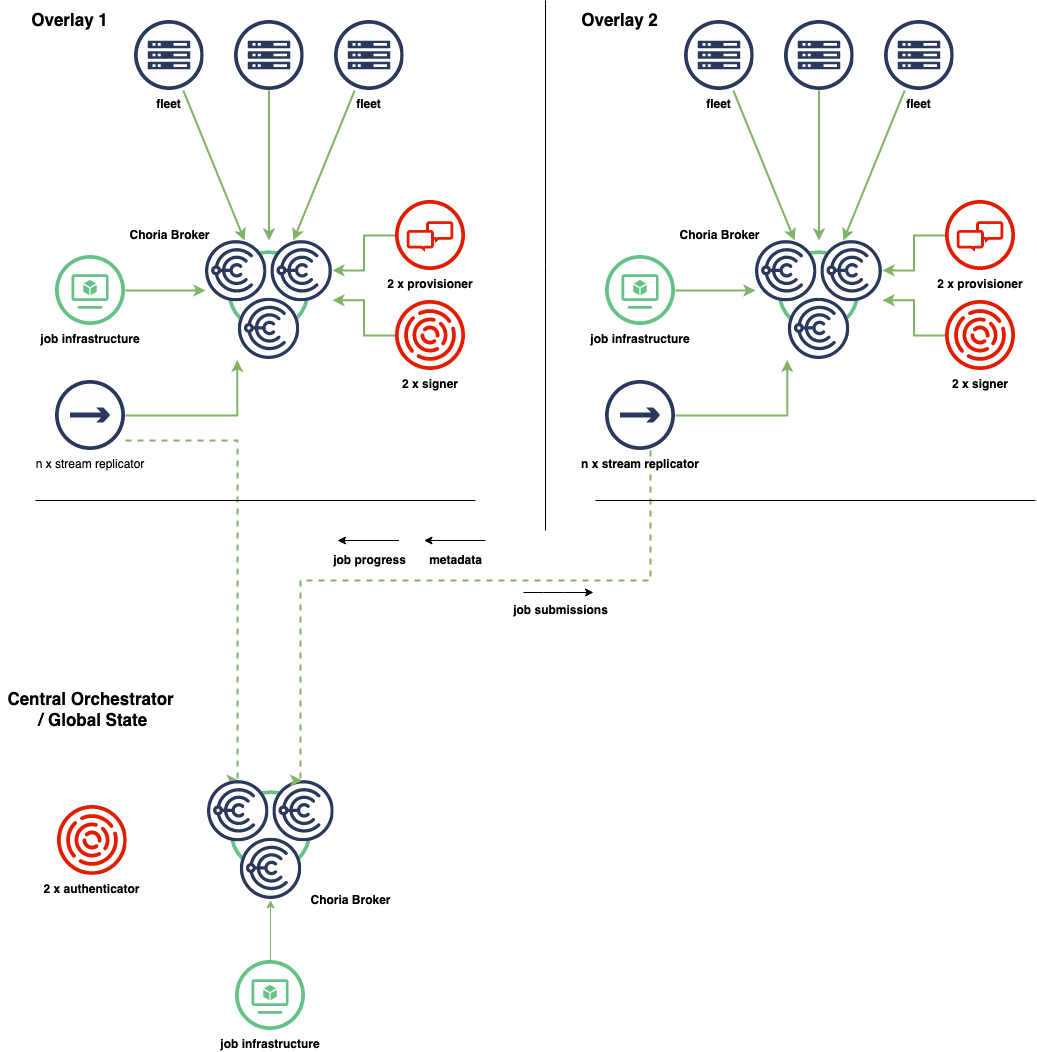 Overlay 1
fleet
fleet
Choria Broker
2 x provisioner
job infrastructure
2 x signer
n x stream replicator
Overlay 2
fleet
fleet
Choria Broker
2 x provisioner
job infrastructure
2 x signer
n x stream replicator
job progress
metadata
job submissions
Central Orchestrator
/ Global State
2 x authenticator
Choria Broker
job infrastructure